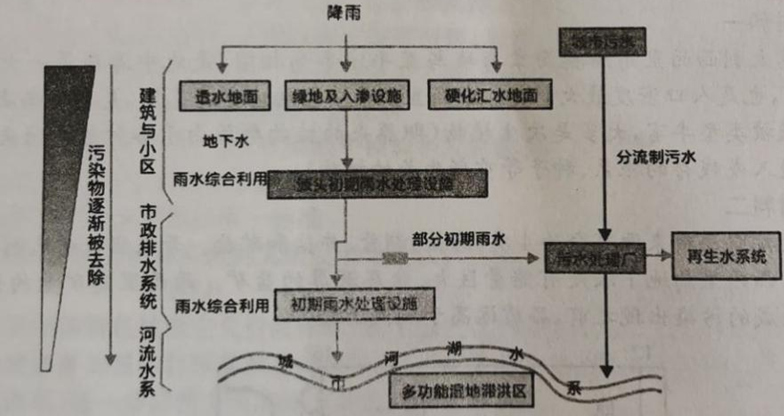 降雨
透水地面
绿地及入渗设施
硬化汇水地面
建筑与小区
污染物逐渐被去除
地下水
分流制污水
雨水综合利用
源头初期雨水处理设施
市政排水系统
部分初期雨水
污水处理厂
再生水系统
雨水综合利用
初期雨水处理设施
河流水系
城市河湖水系
多功能湿地滞洪区